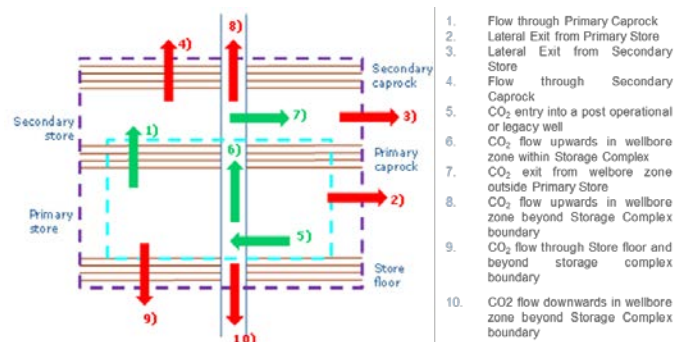 8)
4)
Secondary
caprock
7)
3)
Secondary
store
1)
6)
Primary
caprock
2)
Primary
store
5)
Store
floor
9)
10)
1. Flow through Primary Caprock
2. Lateral Exit from Primary Store
3. Lateral Exit from Secondary
Store
4. Flow through Secondary
Caprock
5. CO₂ entry into a post operational
or legacy well
6. CO₂ flow upwards in wellbore
zone within Storage Complex
7. CO₂ exit from welbore zone
outside Primary Store
8. CO₂ flow upwards in wellbore
zone beyond Storage Complex
boundary
9. CO₂ flow through Store floor and
beyond storage complex
boundary
10. CO2 flow downwards in wellbore
zone beyond Storage Complex
boundary